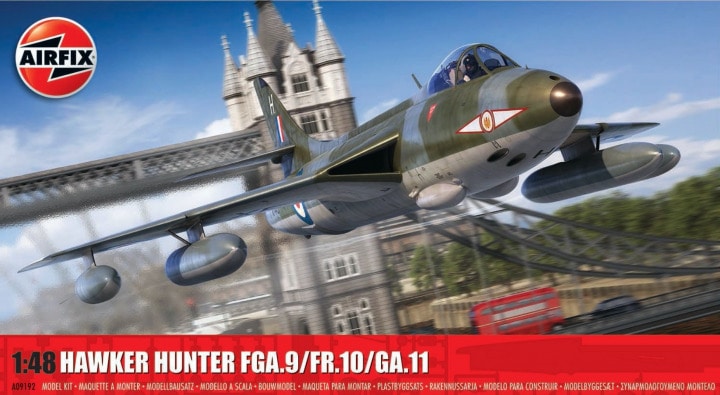 AIRFIX
H
1:48 HAWKER HUNTER FGA.9/FR.10/GA.11
A09192 MODEL KIT • MAQUETTE A MONTER • MODELLBAUSATZ • MODELLO A SCALA • BOUWMODEL • MAQUETA PARA MONTAR • PLASTBYGGSATS • RAKENNUSSARJA • MODELO PARA CONSTRUIR • MODELBYGGESÆT • ΣΥΝΑΡΜΟΛΟΓΟΥΜΕΝΟ ΜΟΝΤΕΛΟ